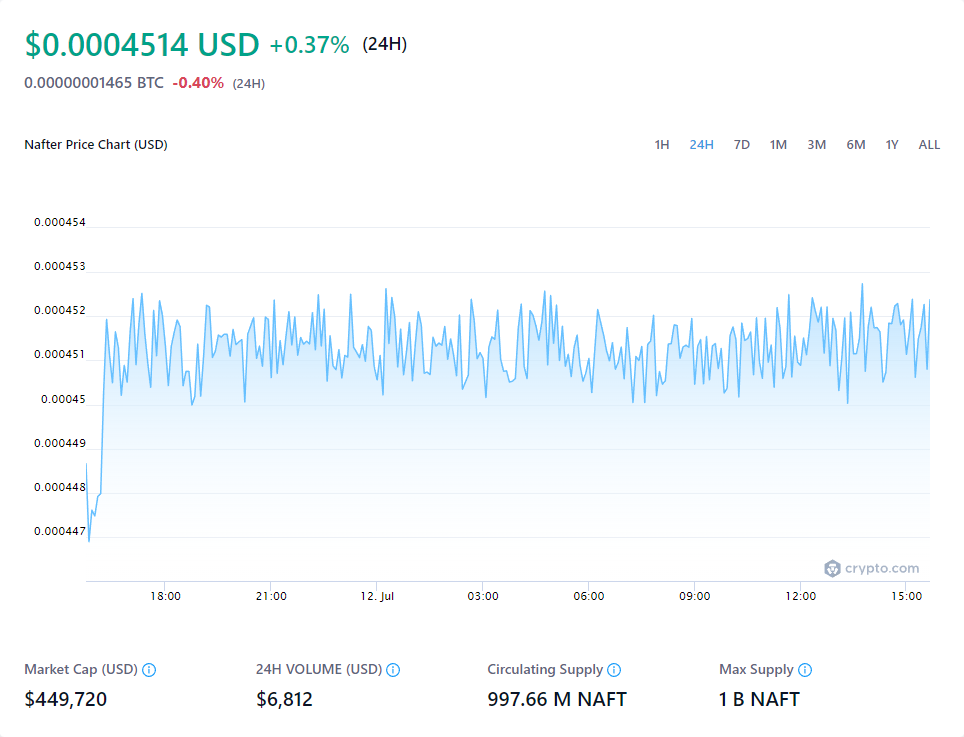 $0.0004514 USD +0.37% (24H)
0.00000001465 BTC -0.40% (24H)
Nafter Price Chart (USD)
1H 24H 7D 1M 3M 6M 1Y ALL
0.000454
0.000453
0.000452
0.000451
0.00045
0.000449
0.000448
0.000447
crypto.com
18:00 21:00 12. Jul 03:00 06:00 09:00 12:00 15:00
Market Cap (USD) 24H VOLUME (USD) Circulating Supply Max Supply
$449,720 $6,812 997.66 M NAFT 1 B NAFT